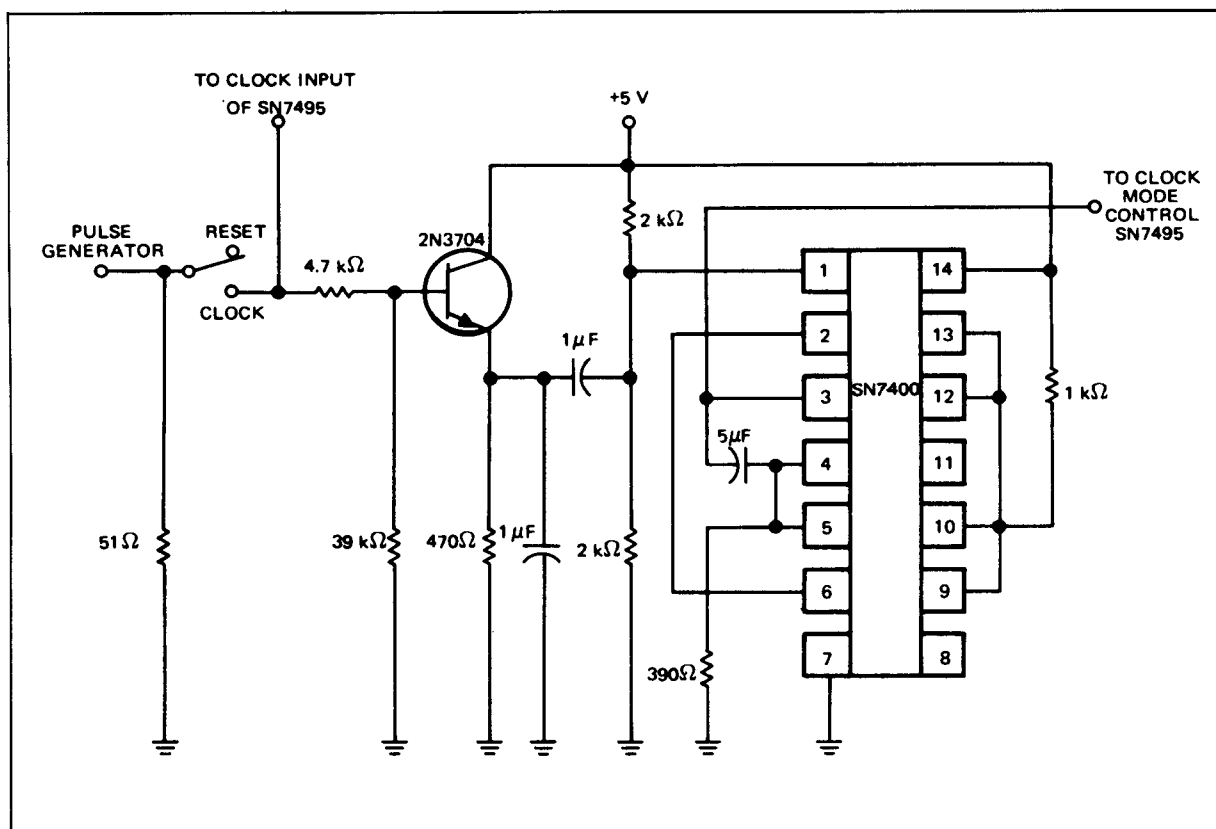 TO CLOCK INPUT
OF SN7495
+5 V
TO CLOCK
MODE
CONTROL
SN7495
PULSE
GENERATOR
RESET
CLOCK
4.7 kΩ
2N3704
2 kΩ
1 μF
1
2
3
4
5
6
7
SN7400
14
13
12
11
10
9
8
1 kΩ
5μF
51Ω
39 kΩ
470Ω
1 μF
2 kΩ
390Ω